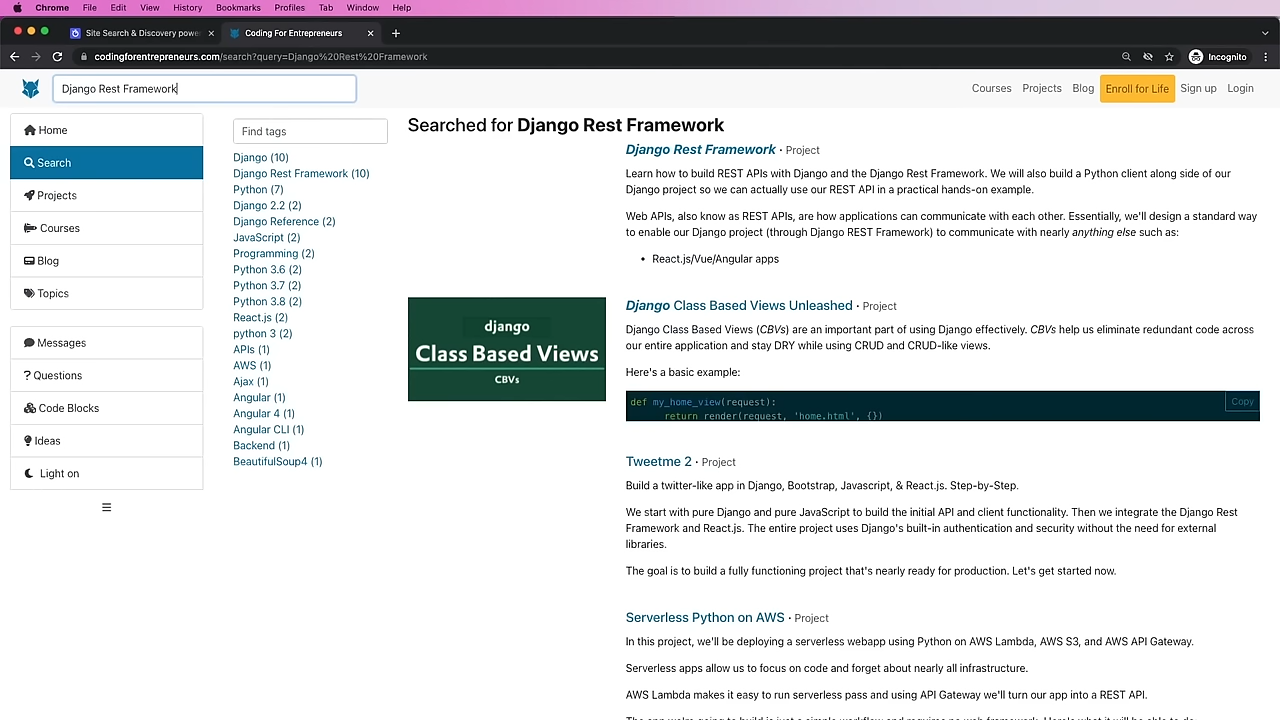 Chrome File Edit View History Bookmarks Profiles Tab Window Help
Site Search & Discovery powe
Coding For Entrepreneurs
codingforentrepreneurs.com/search?query=Django%20Rest%20Framework
Incognito
Django Rest Framework
Courses Projects Blog Enroll for Life Sign up Login
Home
Search
Projects
Courses
Blog
Topics
Messages
? Questions
Code Blocks
Ideas
Light on
Find tags
Django (10)
Django Rest Framework (10)
Python (7)
Django 2.2 (2)
Django Reference (2)
JavaScript (2)
Programming (2)
Python 3.6 (2)
Python 3.7 (2)
Python 3.8 (2)
React.js (2)
python 3 (2)
APIs (1)
AWS (1)
Ajax (1)
Angular (1)
Angular 4 (1)
Angular CLI (1)
Backend (1)
BeautifulSoup4 (1)
Searched for Django Rest Framework
Django Rest Framework · Project
Learn how to build REST APIs with Django and the Django Rest Framework. We will also build a Python client along side of our
Django project so we can actually use our REST API in a practical hands-on example.
Web APIs, also know as REST APIs, are how applications can communicate with each other. Essentially, we'll design a standard way
to enable our Django project (through Django REST Framework) to communicate with nearly anything else such as:
• React.js/Vue/Angular apps
django
Class Based Views
CBVs
Django Class Based Views Unleashed · Project
Django Class Based Views (CBVs) are an important part of using Django effectively. CBVs help us eliminate redundant code across
our entire application and stay DRY while using CRUD and CRUD-like views.
Here's a basic example:
def my_home_view(request):
return render(request, 'home.html', {})
Copy
Tweetme 2 · Project
Build a twitter-like app in Django, Bootstrap, Javascript, & React.js. Step-by-Step.
We start with pure Django and pure JavaScript to build the initial API and client functionality. Then we integrate the Django Rest
Framework and React.js. The entire project uses Django's built-in authentication and security without the need for external
libraries.
The goal is to build a fully functioning project that's nearly ready for production. Let's get started now.
Serverless Python on AWS · Project
In this project, we'll be deploying a serverless webapp using Python on AWS Lambda, AWS S3, and AWS API Gateway.
Serverless apps allow us to focus on code and forget about nearly all infrastructure.
AWS Lambda makes it easy to run serverless pass and using API Gateway we'll turn our app into a REST API.